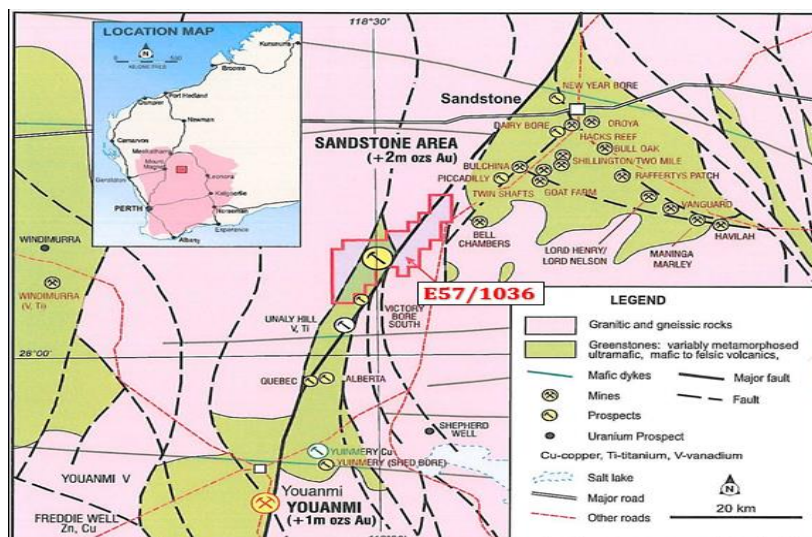 LOCATION MAP
N
0
KILOMETRES
Kununurra
Broome
Port Hedland
Dampier
Newman
Carnarvon
Meekatharra
Mount Magnet
Geraldton
Leonora
Kalgoorlie
PERTH
Norseman
Esperance
Albany
118°30'
NEW YEAR BORE
Sandstone
DAIRY BORE
OROYA
HACKS REEF
SANDSTONE AREA
(+2m ozs Au)
BULL OAK
BULCHINA
SHILLINGTON/TWO MILE
PICCADILLY
RAFFERTYS PATCH
TWIN SHAFTS
GOAT FARM
VANGUARD
BELL
CHAMBERS
LORD HENRY/
LORD NELSON
HAVILAH
MANINGA
MARLEY
WINDIMURRA
WINDIMURRA
(V, Ti)
E57/1036
UNALY HILL
V, Ti
VICTORY
BORE
SOUTH
28°00'
QUEBEC
ALBERTA
SHEPHERD
WELL
YUINMERY Cu
YUINMERY (SHED BORE)
YOUANMI V
Youanmi
YOUANMI
(+1m ozs Au)
FREDDIE WELL
Zn, Cu
LEGEND
Granitic and gneissic rocks
Greenstones: variably metamorphosed
ultramafic, mafic to felsic volcanics,
Mafic dykes
Major fault
Mines
Fault
Prospects
Uranium Prospect
Cu-copper, Ti-titanium, V-vanadium
Salt lake
Major road
Other roads
N
20 km